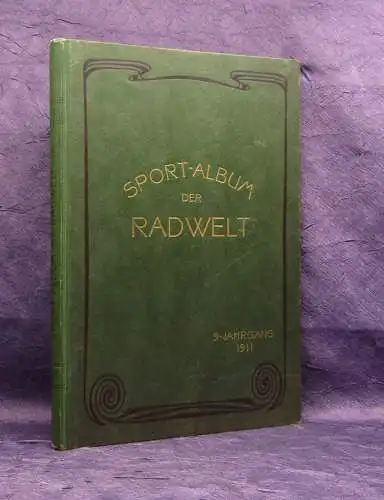 SPORT-ALBUM
DER
RADWELT
9-JAHRGANG
1911